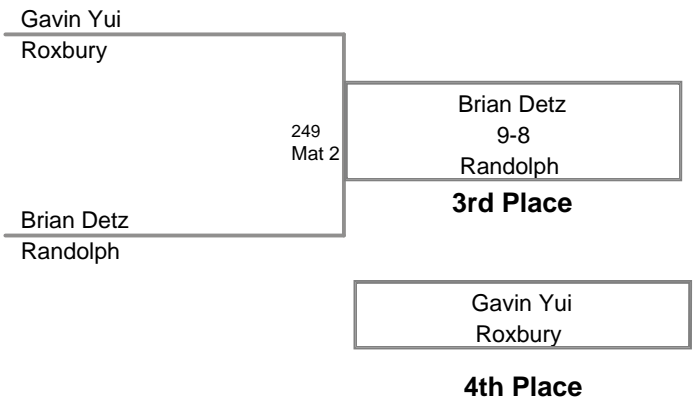 Gavin Yui
Roxbury
249
Mat 2
Brian Detz
9-8
Randolph
3rd Place
Brian Detz
Randolph
Gavin Yui
Roxbury
4th Place